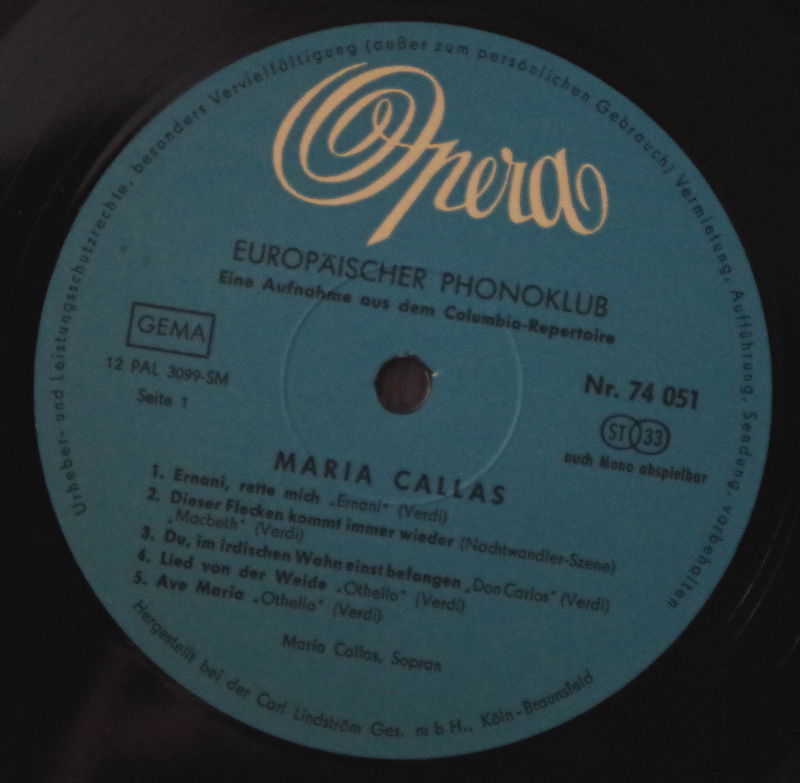 Urheber- und Leistungsschutzrechte, besonders Vervielfältigung (außer zum persönlichen Gebrauch) Vermietung, Aufführung, Sendung, vorbehalten
Opera
EUROPÄISCHER PHONOKLUB
Eine Aufnahme aus dem Columbia-Repertoire
GEMA
12 PAL 3099-SM
Seite 1
Nr. 74 051
ST 33
auch Mono abspielbar
MARIA CALLAS
1. Ernani, rette mich „Ernani" (Verdi)
2. Dieser Flecken kommt immer wieder (Nachtwandler-Szene)
„Macbeth" (Verdi)
3. Du, im irdischen Wahn einst befangen „Don Carlos" (Verdi)
4. Lied von der Weide „Othello" (Verdi)
5. Ave Maria „Othello" (Verdi)
Maria Callas, Sopran
Hergestellt bei der Carl Lindström Ges. m b H., Köln-Braunsfeld